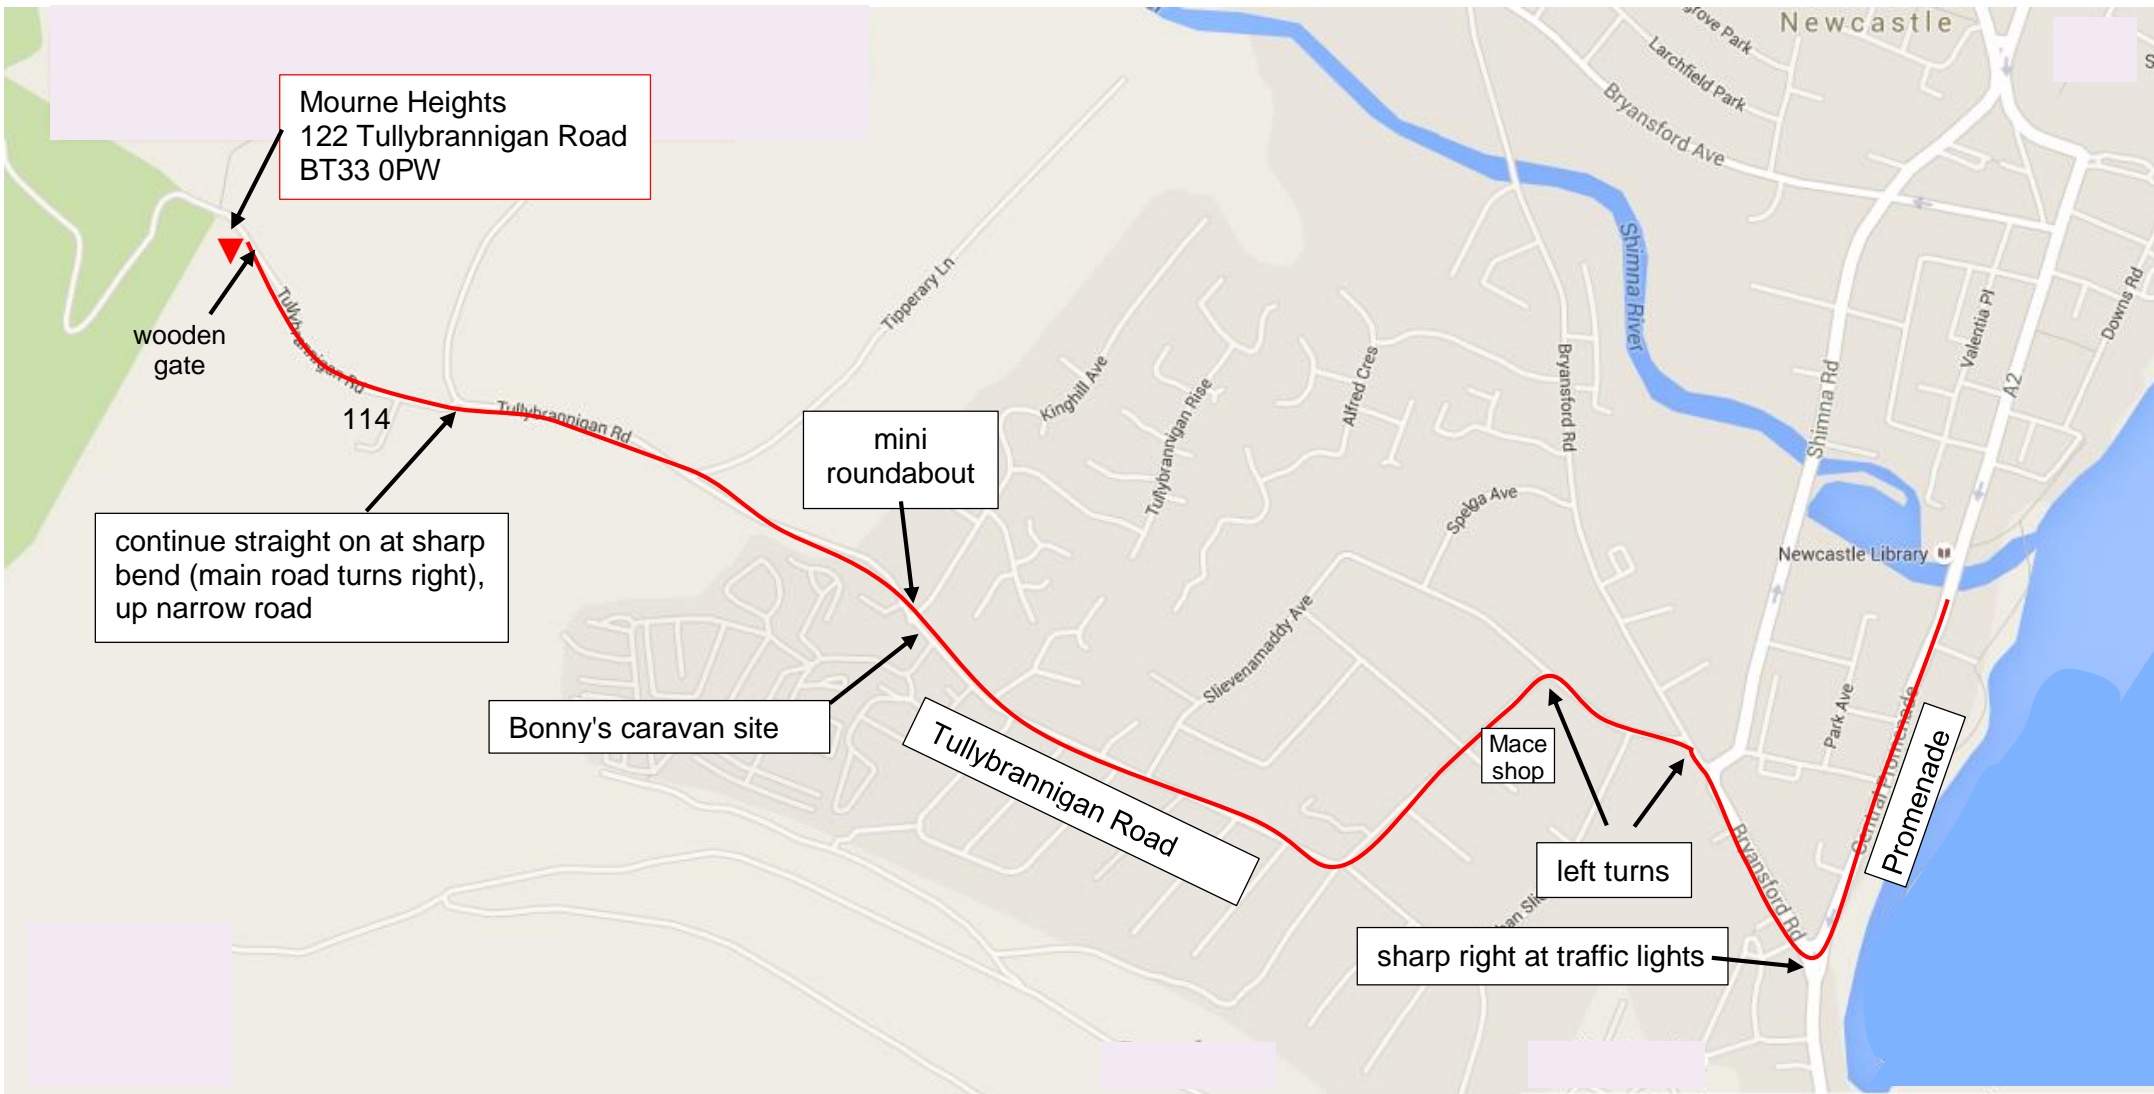 Newcastle
grove Park
Larchfield Park
Bryansford Ave
Mourne Heights
122 Tullybrannigan Road
BT33 0PW
Shimna River
Tipperary Ln
Valentia Pl
Downs Rd
A2
wooden
gate
Tullybrannigan Rd
114
Tullybrannigan Rd
Kinghill Ave
Tullybrannigan Rise
Alfred Cres
Bryansford Rd
Shimna Rd
mini
roundabout
Spelga Ave
Newcastle Library
continue straight on at sharp
bend (main road turns right),
up narrow road
Slievenamaddy Ave
Park Ave
Central Promenade
Promenade
Bonny's caravan site
Tullybrannigan Road
Mace
shop
left turns
Bryansford Rd
sharp right at traffic lights